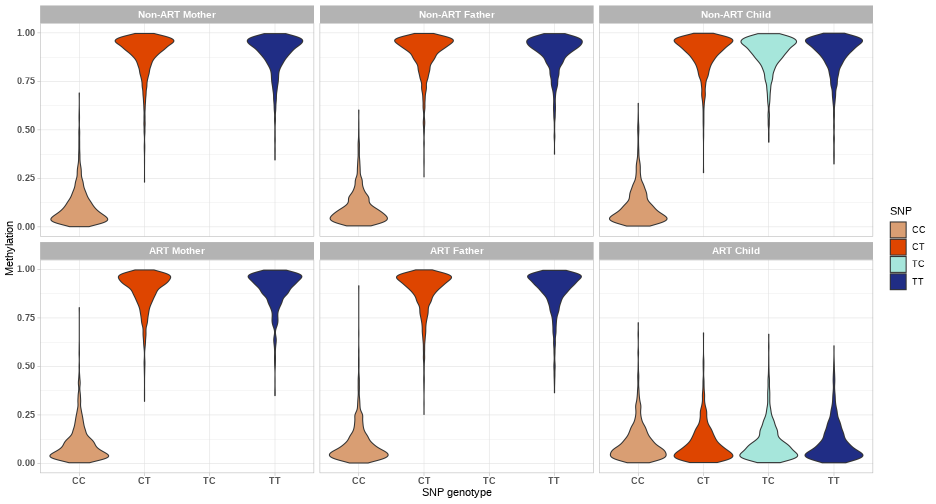 Non-ART Mother
Non-ART Father
Non-ART Child
1.00
0.75
0.50
0.25
0.00
ART Mother
ART Father
ART Child
1.00
0.75
0.50
0.25
0.00
Methylation
CC CT TC TT
CC CT TC TT
CC CT TC TT
SNP genotype
SNP
CC
CT
TC
TT